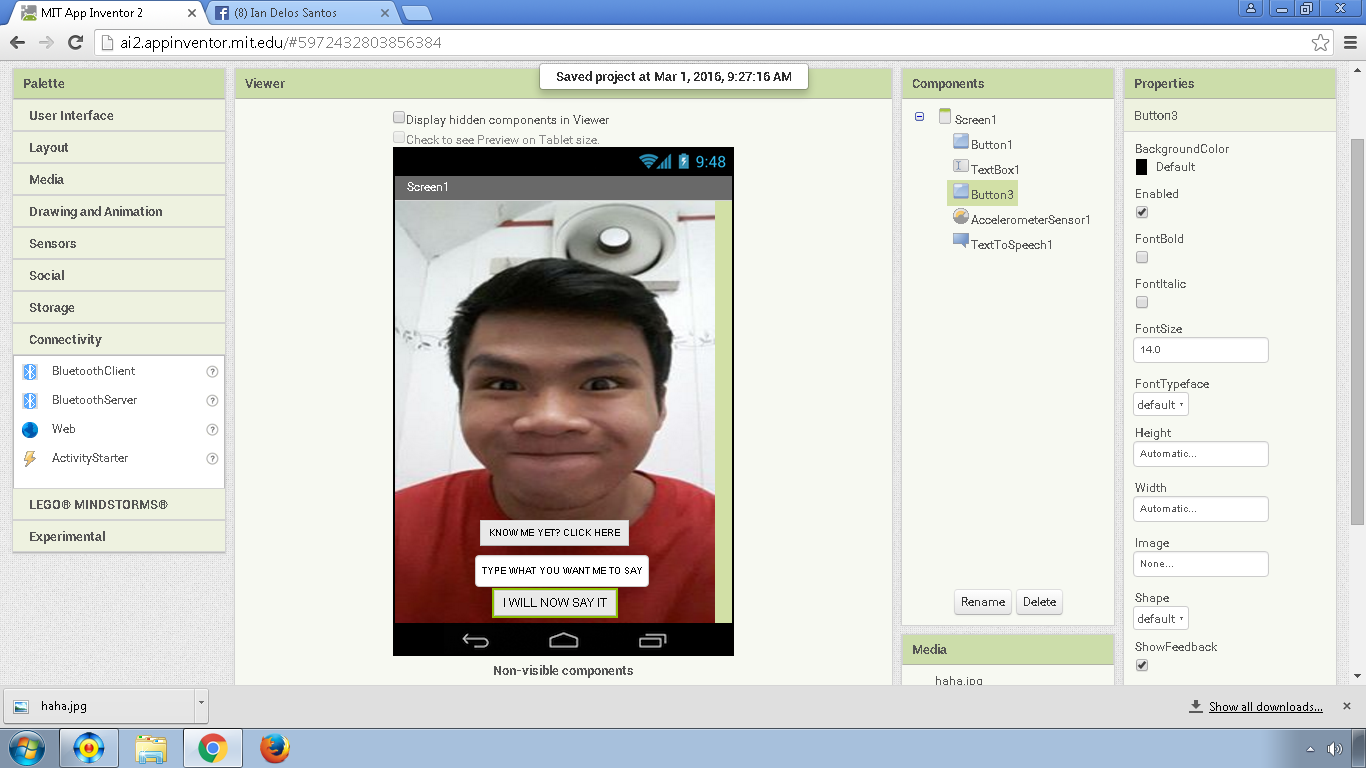 MIT App Inventor 2
(8) Ian Delos Santos
ai2.appinventor.mit.edu/#5972432803856384
Saved project at Mar 1, 2016, 9:27:16 AM
Palette
User Interface
Layout
Media
Drawing and Animation
Sensors
Social
Storage
Connectivity
BluetoothClient
?
BluetoothServer
?
Web
?
ActivityStarter
?
LEGO® MINDSTORMS®
Experimental
Viewer
Display hidden components in Viewer
Check to see Preview on Tablet size.
9:48
Screen1
KNOW ME YET? CLICK HERE
TYPE WHAT YOU WANT ME TO SAY
I WILL NOW SAY IT
Non-visible components
Components
Screen1
Button1
TextBox1
Button3
AccelerometerSensor1
TextToSpeech1
Rename
Delete
Media
haha.jpg
Properties
Button3
BackgroundColor
Default
Enabled
FontBold
FontItalic
FontSize
14.0
FontTypeface
default
Height
Automatic...
Width
Automatic...
Image
None...
Shape
default
ShowFeedback
haha.jpg
Show all downloads...